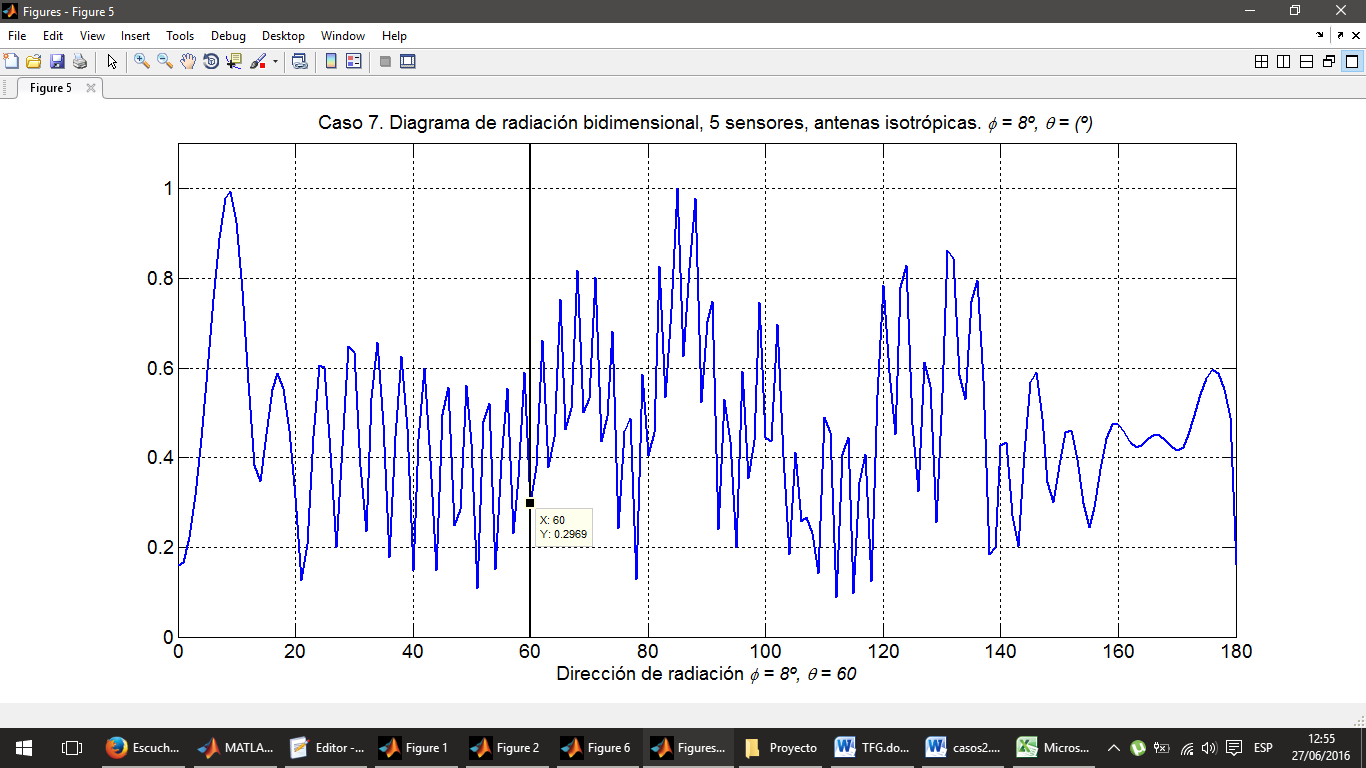 Figures - Figure 5
File Edit View Insert Tools Debug Desktop Window Help
Figure 5
Caso 7. Diagrama de radiación bidimensional, 5 sensores, antenas isotrópicas. ϕ = 8º, θ = (º)
1
0.8
0.6
0.4
0.2
0
X: 60
Y: 0.2969
0 20 40 60 80 100 120 140 160 180
Dirección de radiación ϕ = 8º, θ = 60
Escuch... MATLA... Editor -... Figure 1 Figure 2 Figure 6 Figures... Proyecto TFG.do... casos2.... Micros... ESP 12:55
27/06/2016